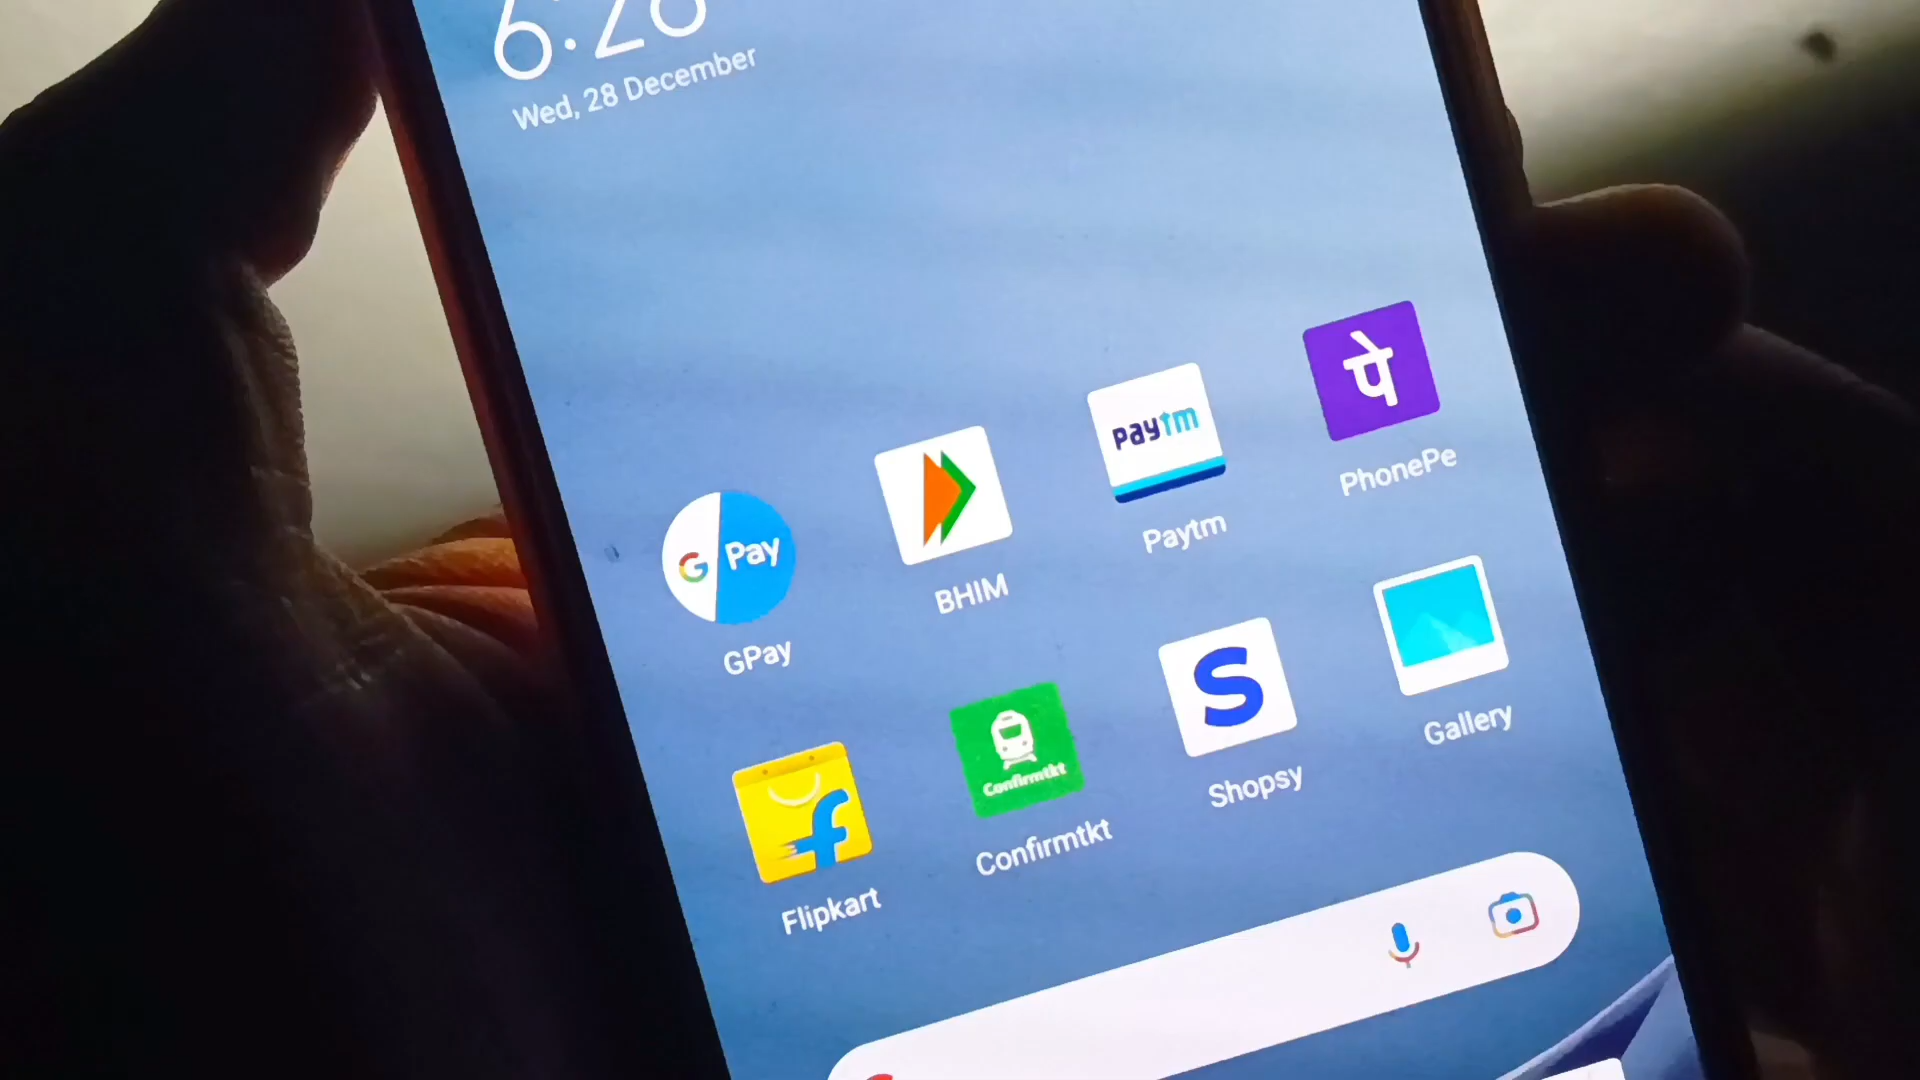 6:28
Wed, 28 December
पे
PhonePe
paytm
Paytm
BHIM
G Pay
GPay
Gallery
S
Shopsy
Confirmtkt
Confirmtkt
f
Flipkart